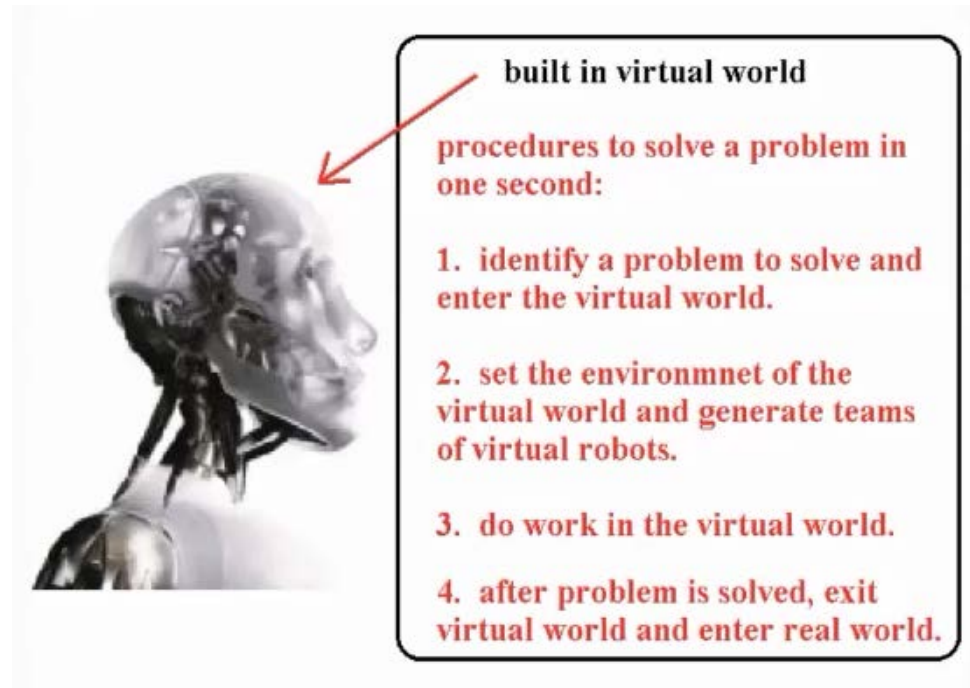 built in virtual world
procedures to solve a problem in
one second:
1. identify a problem to solve and
enter the virtual world.
2. set the environmnet of the
virtual world and generate teams
of virtual robots.
3. do work in the virtual world.
4. after problem is solved, exit
virtual world and enter real world.